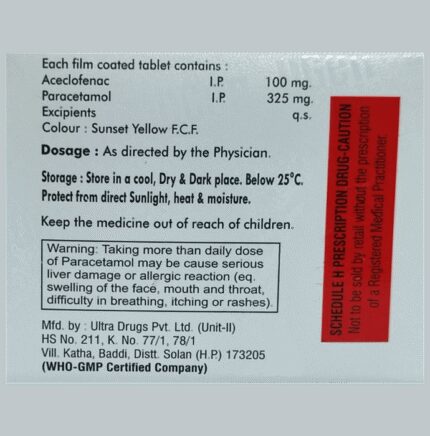 Each film coated tablet contains :
Aceclofenac I.P. 100 mg.
Paracetamol I.P. 325 mg.
Excipients q.s.
Colour : Sunset Yellow F.C.F.
Dosage : As directed by the Physician.
Storage : Store in a cool, Dry & Dark place. Below 25°C.
Protect from direct Sunlight, heat & moisture.
Keep the medicine out of reach of children.
Warning: Taking more than daily dose
of Paracetamol may be cause serious
liver damage or allergic reaction (eq.
swelling of the face, mouth and throat,
difficulty in breathing, itching or rashes).
Mfd. by : Ultra Drugs Pvt. Ltd. (Unit-II)
HS No. 211, K. No. 77/1, 78/1
Vill. Katha, Baddi, Distt. Solan (H.P.) 173205
(WHO-GMP Certified Company)
SCHEDULE H PRESCRIPTION DRUG-CAUTION
Not to be sold by retail without the prescription
of a Registered Medical Practitioner.